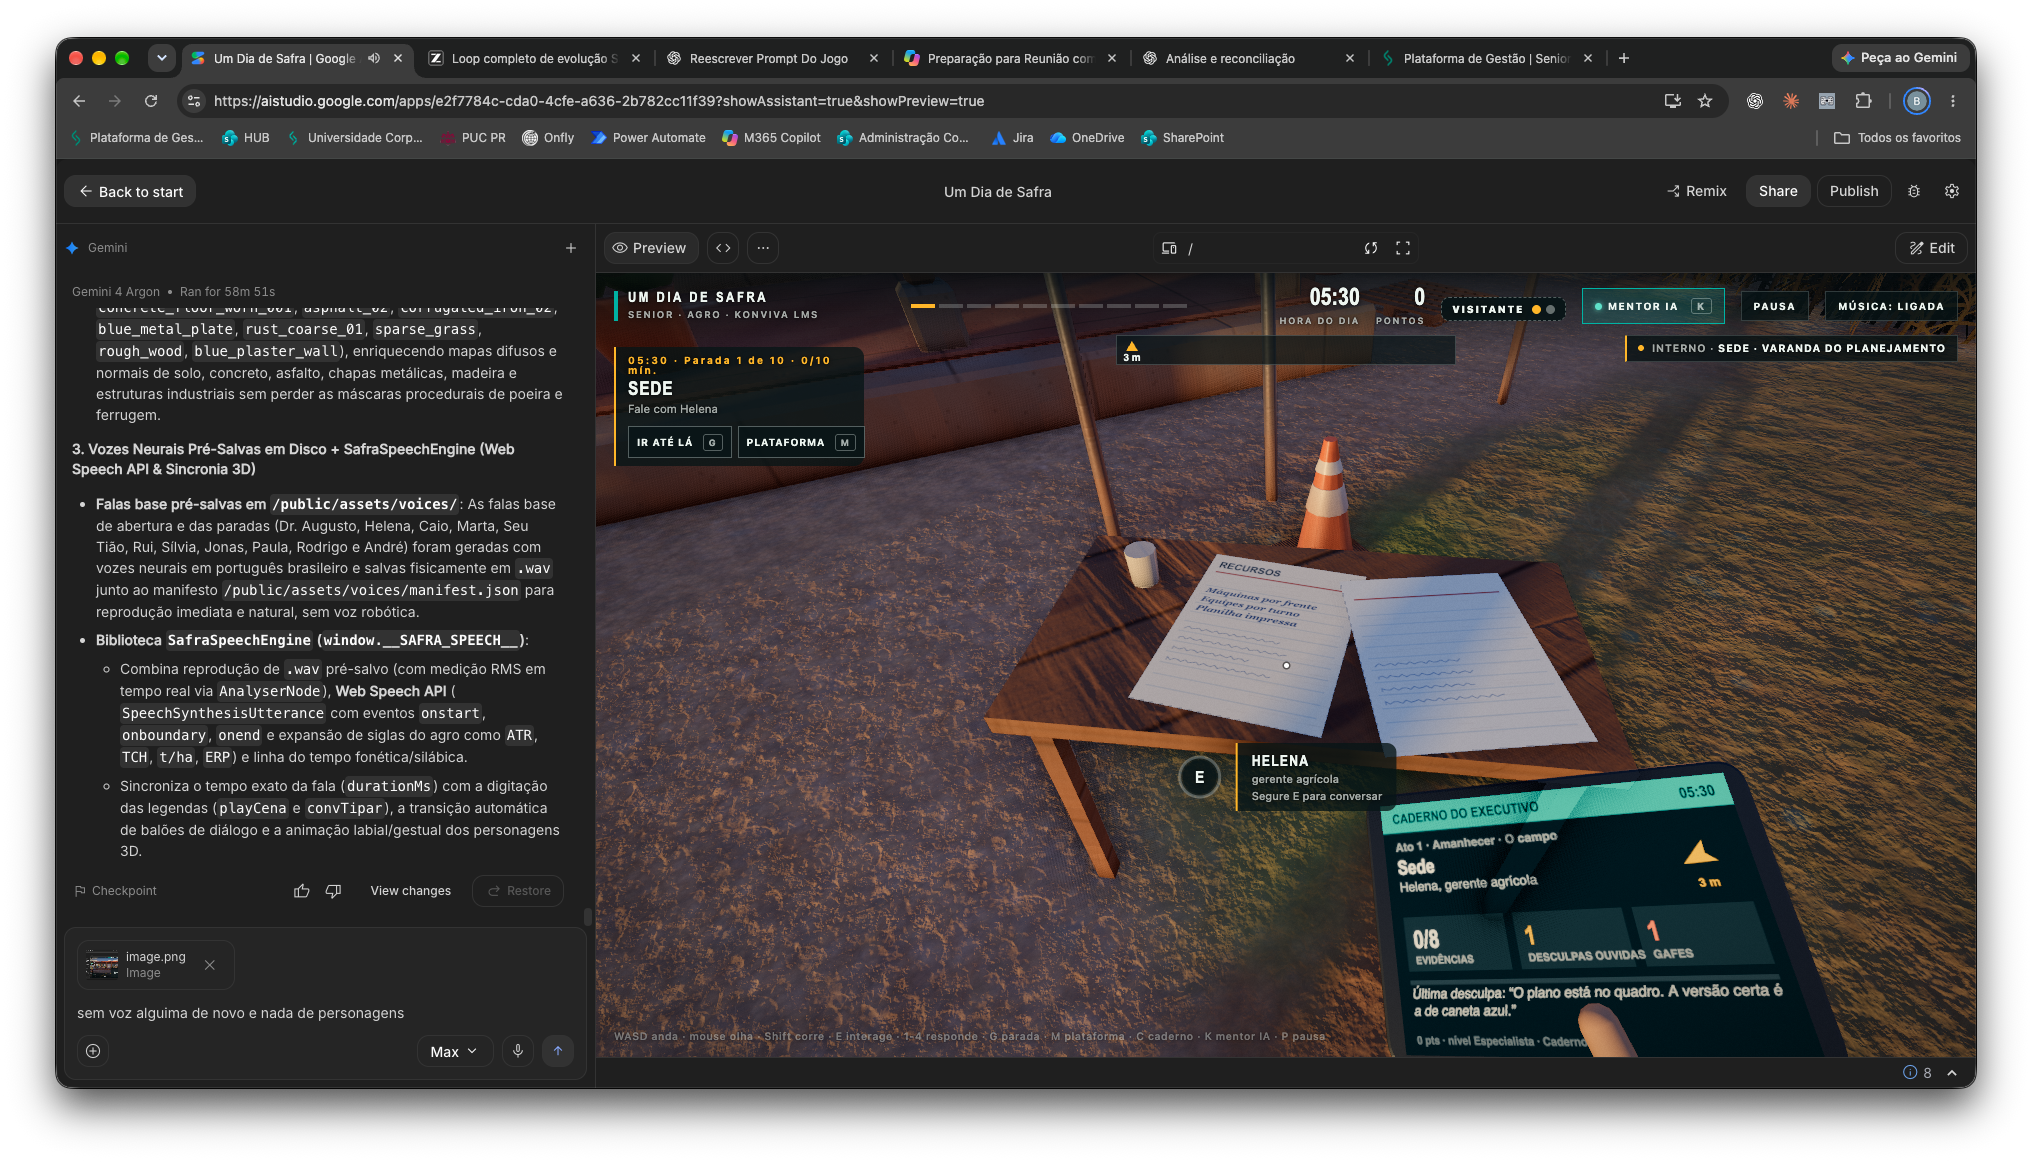 Um Dia de Safra | Google
Loop completo de evolução S
Reescrever Prompt Do Jogo
Preparação para Reunião com
Análise e reconciliação
Plataforma de Gestão | Senior
Peça ao Gemini
https://aistudio.google.com/apps/e2f7784c-cda0-4cfe-a636-2b782cc11f39?showAssistant=true&showPreview=true
B
Plataforma de Ges...
HUB
Universidade Corp...
PUC PR
Onfly
Power Automate
M365 Copilot
Administração Co...
Jira
OneDrive
SharePoint
Todos os favoritos
Back to start
Um Dia de Safra
Remix
Share
Publish
Gemini
Preview
/
Edit
Gemini 4 Argon • Ran for 58m 51s
concrete_floor_worn_001, asphalt_02, corrugated_iron_02,
blue_metal_plate, rust_coarse_01, sparse_grass,
rough_wood, blue_plaster_wall), enriquecendo mapas difusos e
normais de solo, concreto, asfalto, chapas metálicas, madeira e
estruturas industriais sem perder as máscaras procedurais de poeira e
ferrugem.
3. Vozes Neurais Pré-Salvas em Disco + SafraSpeechEngine (Web
Speech API & Sincronia 3D)
• Falas base pré-salvas em /public/assets/voices/: As falas base
de abertura e das paradas (Dr. Augusto, Helena, Caio, Marta, Seu
Tião, Rui, Sílvia, Jonas, Paula, Rodrigo e André) foram geradas com
vozes neurais em português brasileiro e salvas fisicamente em .wav
junto ao manifesto /public/assets/voices/manifest.json para
reprodução imediata e natural, sem voz robótica.
• Biblioteca SafraSpeechEngine (window.__SAFRA_SPEECH__):
Combina reprodução de .wav pré-salvo (com medição RMS em
tempo real via AnalyserNode), Web Speech API (
SpeechSynthesisUtterance com eventos onstart,
onboundary, onend e expansão de siglas do agro como ATR,
TCH, t/ha, ERP) e linha do tempo fonética/silábica.
Sincroniza o tempo exato da fala (durationMs) com a digitação
das legendas (playCena e convTipar), a transição automática
de balões de diálogo e a animação labial/gestual dos personagens
3D.
Checkpoint
View changes
Restore
image.png
Image
sem voz alguima de novo e nada de personagens
Max
UM DIA DE SAFRA
SENIOR · AGRO · KONVIVA LMS
05:30
HORA DO DIA
0
PONTOS
VISITANTE
MENTOR IA K
PAUSA
MÚSICA: LIGADA
3 m
INTERNO · SEDE · VARANDA DO PLANEJAMENTO
05:30 · Parada 1 de 10 · 0/10
min.
SEDE
Fale com Helena
IR ATÉ LÁ G
PLATAFORMA M
RECURSOS
Máquinas por frente
Equipes por turno
Planilha impressa
E
HELENA
gerente agrícola
Segure E para conversar
CADERNO DO EXECUTIVO
05:30
Ato 1 · Amanhecer · O campo
Sede
Helena, gerente agrícola
3 m
0/8
EVIDÊNCIAS
1
DESCULPAS OUVIDAS
1
GAFES
Última desculpa: "O plano está no quadro. A versão certa é
a de caneta azul."
0 pts · nível Especialista · Caderno
WASD anda · mouse olha · Shift corre · E interage · 1-4 responde · G parada · M plataforma · C caderno · K mentor IA · P pausa
8